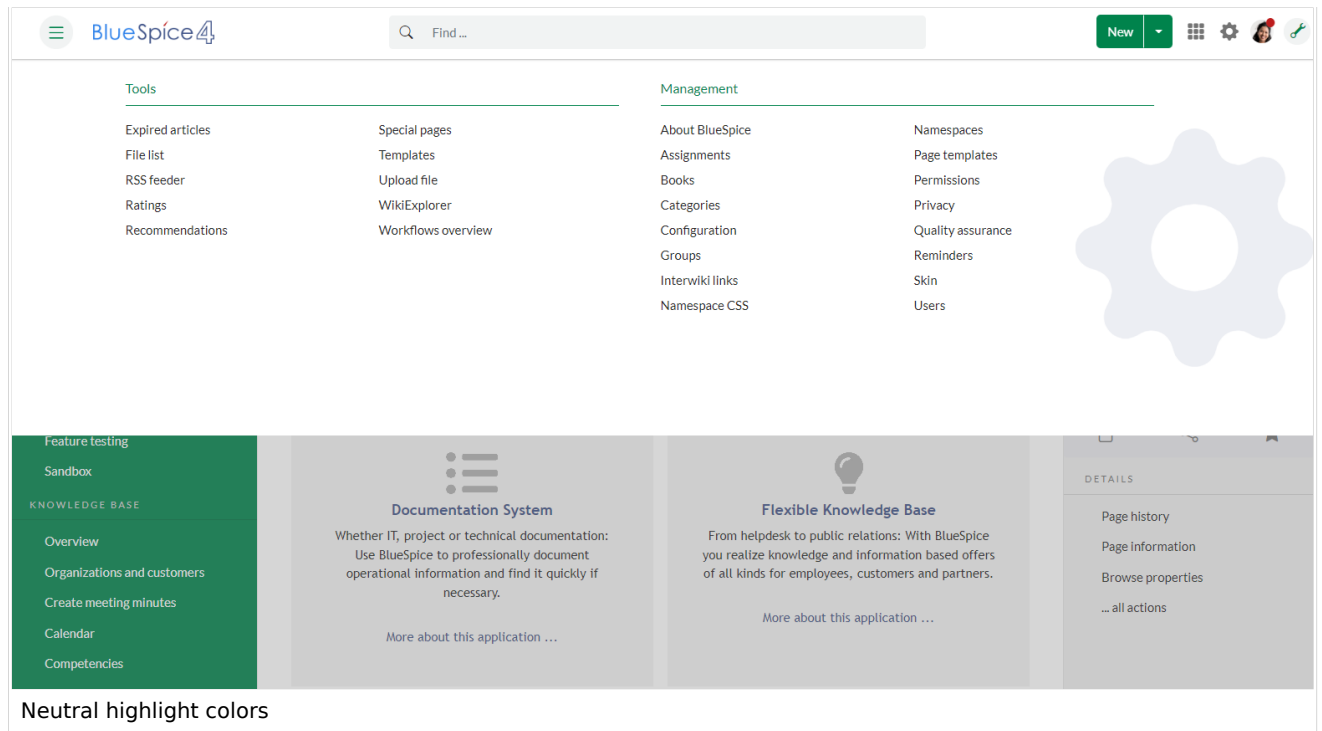 BlueSpice 4
Find ...
New
Tools
Expired articles
File list
RSS feeder
Ratings
Recommendations
Special pages
Templates
Upload file
WikiExplorer
Workflows overview
Management
About BlueSpice
Assignments
Books
Categories
Configuration
Groups
Interwiki links
Namespace CSS
Namespaces
Page templates
Permissions
Privacy
Quality assurance
Reminders
Skin
Users
Feature testing
Sandbox
KNOWLEDGE BASE
Overview
Organizations and customers
Create meeting minutes
Calendar
Competencies
Documentation System
Whether IT, project or technical documentation:
Use BlueSpice to professionally document
operational information and find it quickly if
necessary.
More about this application ...
Flexible Knowledge Base
From helpdesk to public relations: With BlueSpice
you realize knowledge and information based offers
of all kinds for employees, customers and partners.
More about this application ...
DETAILS
Page history
Page information
Browse properties
... all actions
Neutral highlight colors